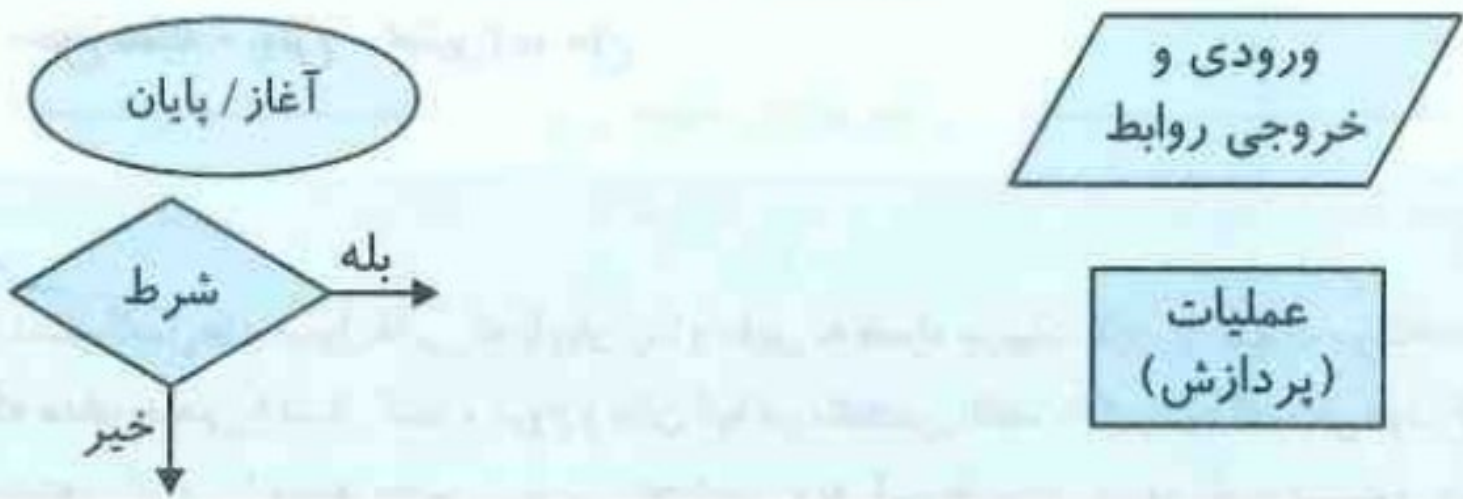 ورودی و
خروجی روابط
آغاز / پایان
بله
شرط
خیر
عملیات
(پردازش)